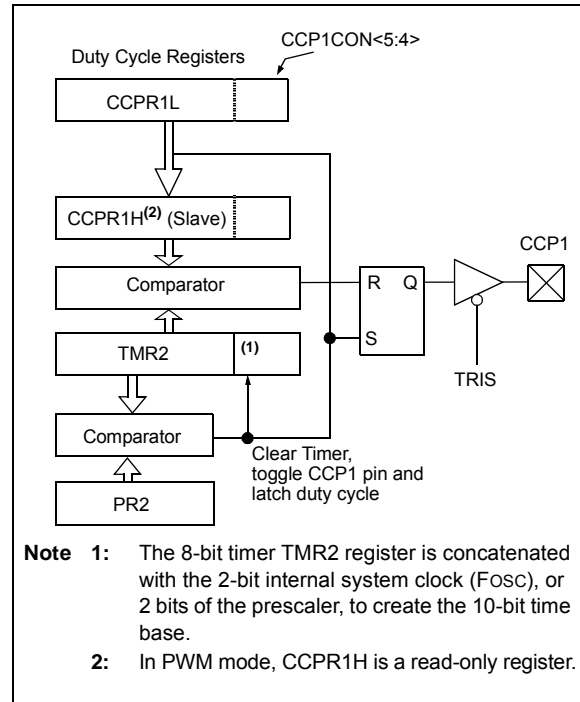 CCP1CON<5:4>
Duty Cycle Registers
CCPR1L
CCPR1H(2) (Slave)
CCP1
Comparator
R Q
TMR2
(1)
S
TRIS
Comparator
Clear Timer,
toggle CCP1 pin and
latch duty cycle
PR2
Note 1: The 8-bit timer TMR2 register is concatenated
with the 2-bit internal system clock (FOSC), or
2 bits of the prescaler, to create the 10-bit time
base.
2: In PWM mode, CCPR1H is a read-only register.